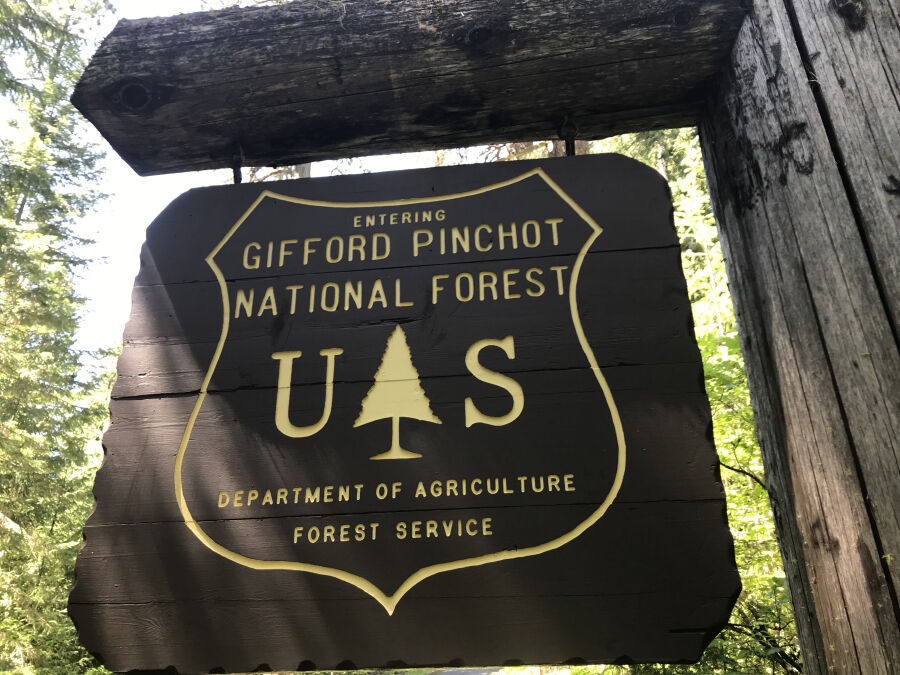 ENTERING
GIFFORD PINCHOT
NATIONAL FOREST
U S
DEPARTMENT OF AGRICULTURE
FOREST SERVICE